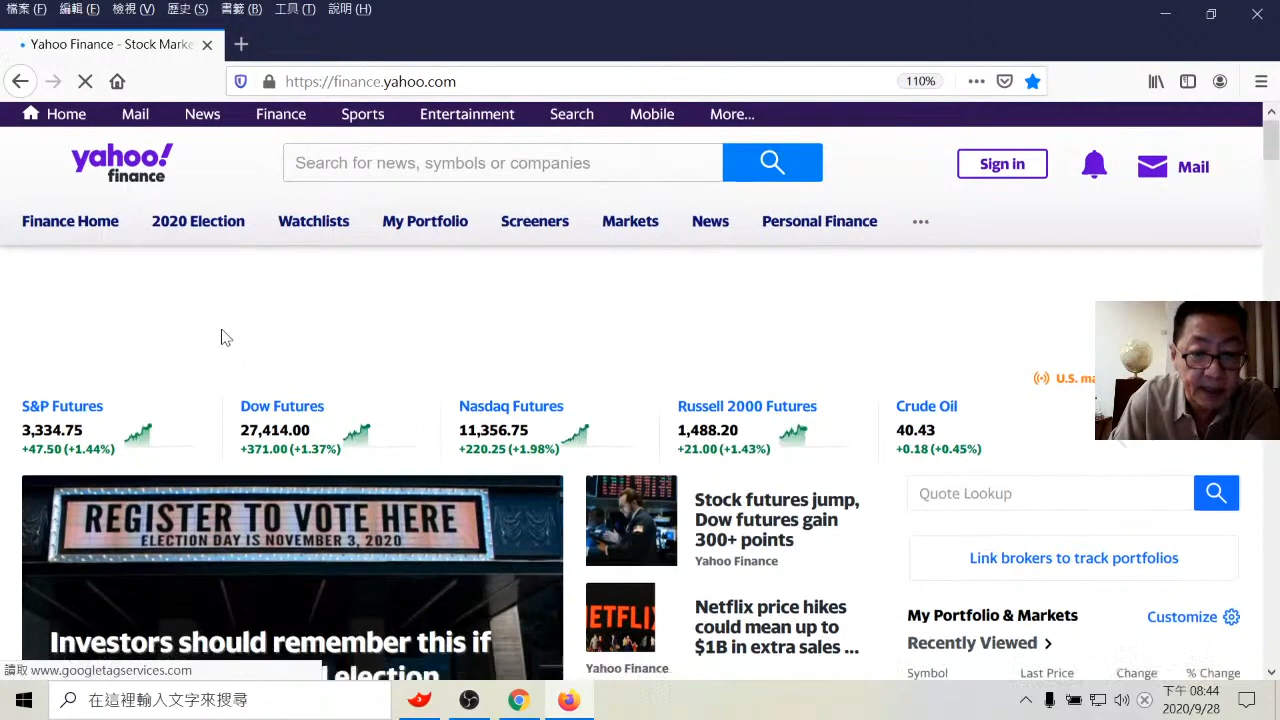 檔案 (F) 編輯 (E) 檢視 (V) 歷史 (S) 書籤 (B) 工具 (T) 說明 (H)
Yahoo Finance - Stock Marke
https://finance.yahoo.com
110%
Home Mail News Finance Sports Entertainment Search Mobile More...
yahoo!
finance
Search for news, symbols or companies
Sign in
Mail
Finance Home 2020 Election Watchlists My Portfolio Screeners Markets News Personal Finance
U.S. ma
S&P Futures
3,334.75
+47.50 (+1.44%)
Dow Futures
27,414.00
+371.00 (+1.37%)
Nasdaq Futures
11,356.75
+220.25 (+1.98%)
Russell 2000 Futures
1,488.20
+21.00 (+1.43%)
Crude Oil
40.43
+0.18 (+0.45%)
REGISTER TO VOTE HERE
ELECTION DAY IS NOVEMBER 3, 2020
Investors should remember this if
election
Stock futures jump,
Dow futures gain
300+ points
Yahoo Finance
NETFLIX
Netflix price hikes
could mean up to
$1B in extra sales ...
Yahoo Finance
Quote Lookup
Link brokers to track portfolios
My Portfolio & Markets
Customize
Recently Viewed
Symbol Last Price Change % Change
讀取 www.googletagservices.com
在這裡輸入文字來搜尋
下午 08:44
2020/9/28